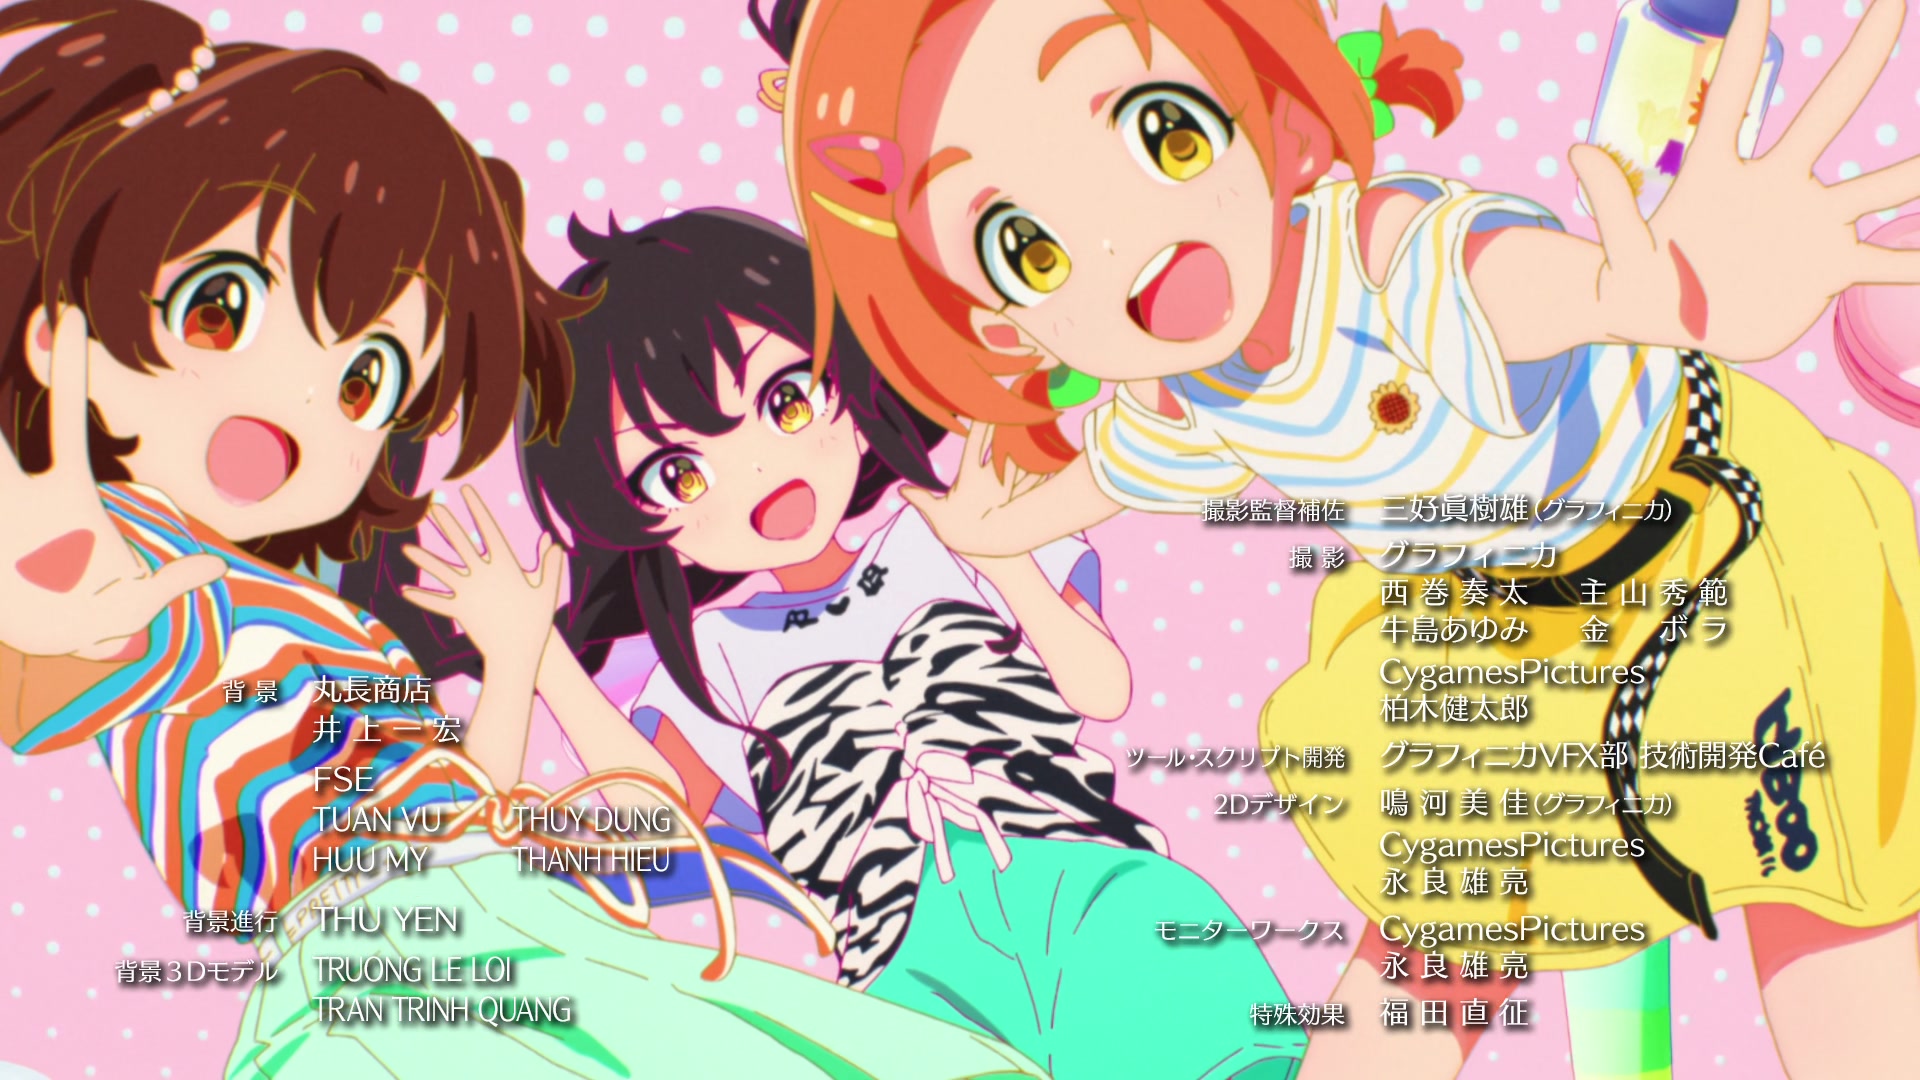 背景 丸長商店
井上一宏
FSE
TUAN VU THUY DUNG
HUU MY THANH HIEU
背景進行 THU YEN
背景3Dモデル TRUONG LE LOI
TRAN TRINH QUANG
撮影監督補佐 三好眞樹雄(グラフィニカ)
撮影 グラフィニカ
西巻奏太 主山秀範
牛島あゆみ 金ボラ
CygamesPictures
柏木健太郎
ツール・スクリプト開発 グラフィニカVFX部 技術開発Café
2Dデザイン 鳴河美佳(グラフィニカ)
CygamesPictures
永良雄亮
モニターワークス CygamesPictures
永良雄亮
特殊効果 福田直征